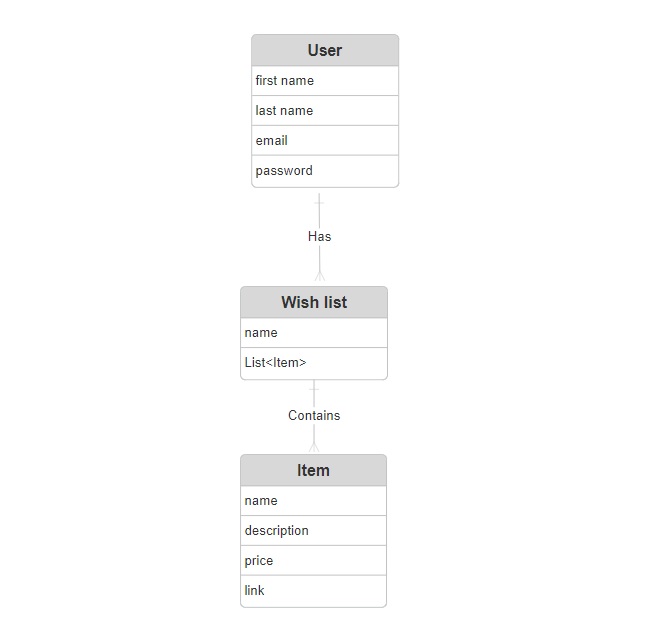 User
first name
last name
email
password
Has
Wish list
name
List<Item>
Contains
Item
name
description
price
link